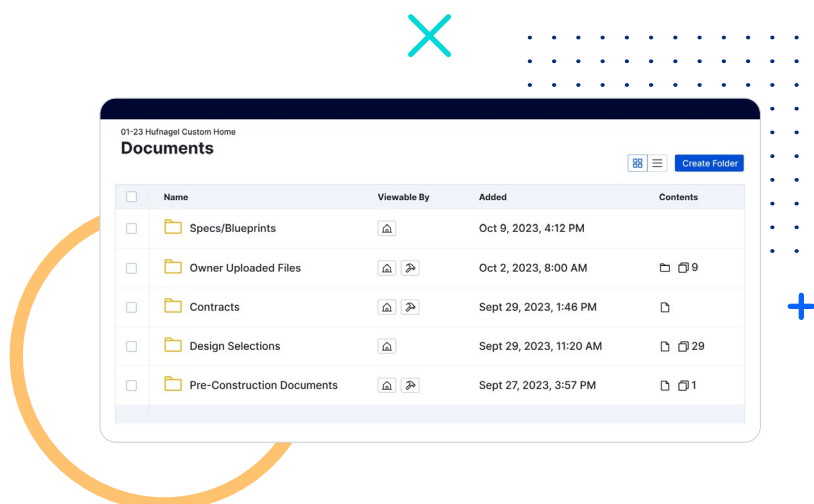 01-23 Hufnagel Custom Home
Documents
Create Folder
Name Viewable By Added Contents
Specs/Blueprints Oct 9, 2023, 4:12 PM
Owner Uploaded Files Oct 2, 2023, 8:00 AM 9
Contracts Sept 29, 2023, 1:46 PM
Design Selections Sept 29, 2023, 11:20 AM 29
Pre-Construction Documents Sept 27, 2023, 3:57 PM 1